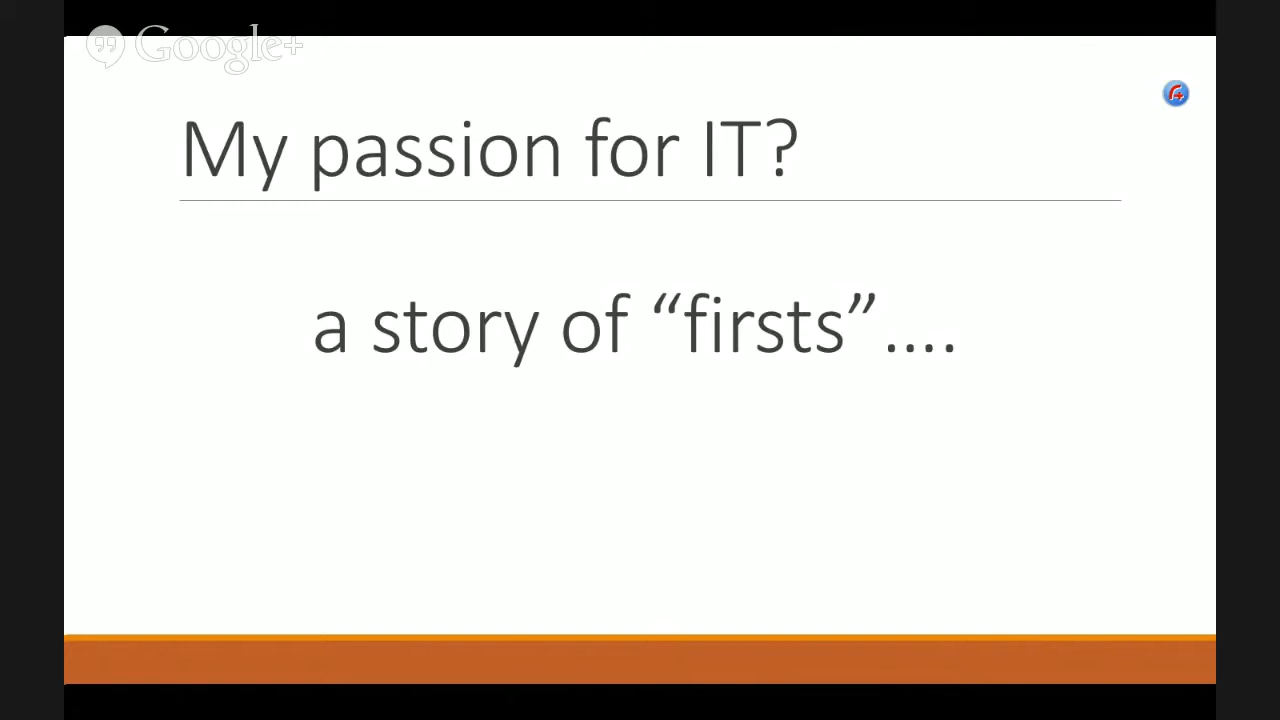 Google+
My passion for IT?
a story of “firsts”....